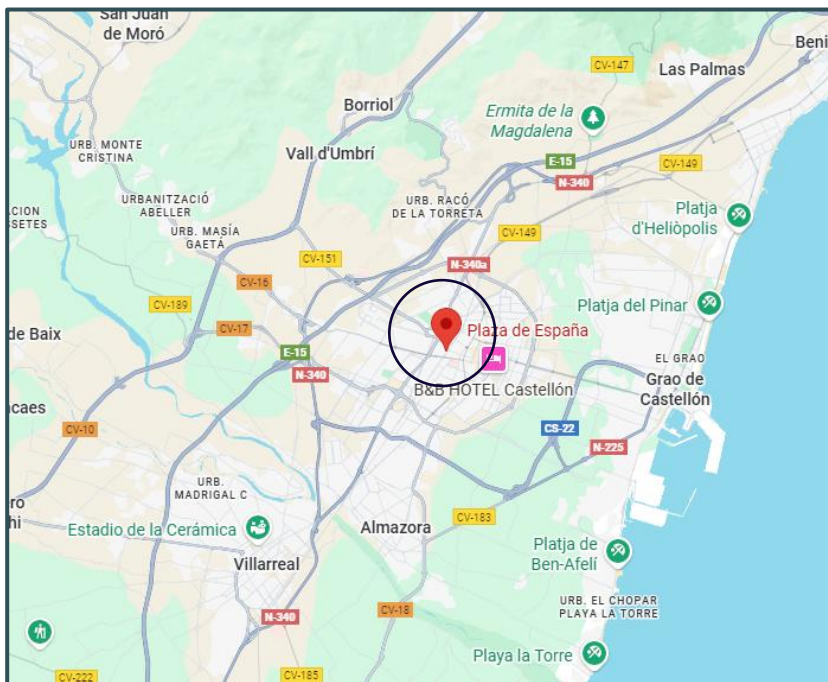 San Juan
de Moró
CV-147
Beni
Las Palmas
Borriol
Ermita de la
Magdalena
URB. MONTE
CRISTINA
Vall d'Umbrí
E-15
CV-149
N-340
URBANITZACIÓ
ABELLER
URB. RACÓ
DE LA TORRETA
ACION
SSETES
URB. MASÍA
GAETÁ
Platja
d'Heliòpolis
CV-149
CV-151
N-340a
CV-16
CV-189
Platja del Pinar
CV-17
de Baix
Plaza de España
E-15
EL GRAO
N-340
Grao de
Castellón
B&B HOTEL Castellón
caes
CV-10
CS-22
N-225
URB.
MADRIGAL C
ro
hi
CV-183
Estadio de la Cerámica
Almazora
Platja de
Ben-Afelí
Villarreal
URB. EL CHOPAR
PLAYA LA TORRE
N-340
CV-18
Playa la Torre
CV-222
CV-185